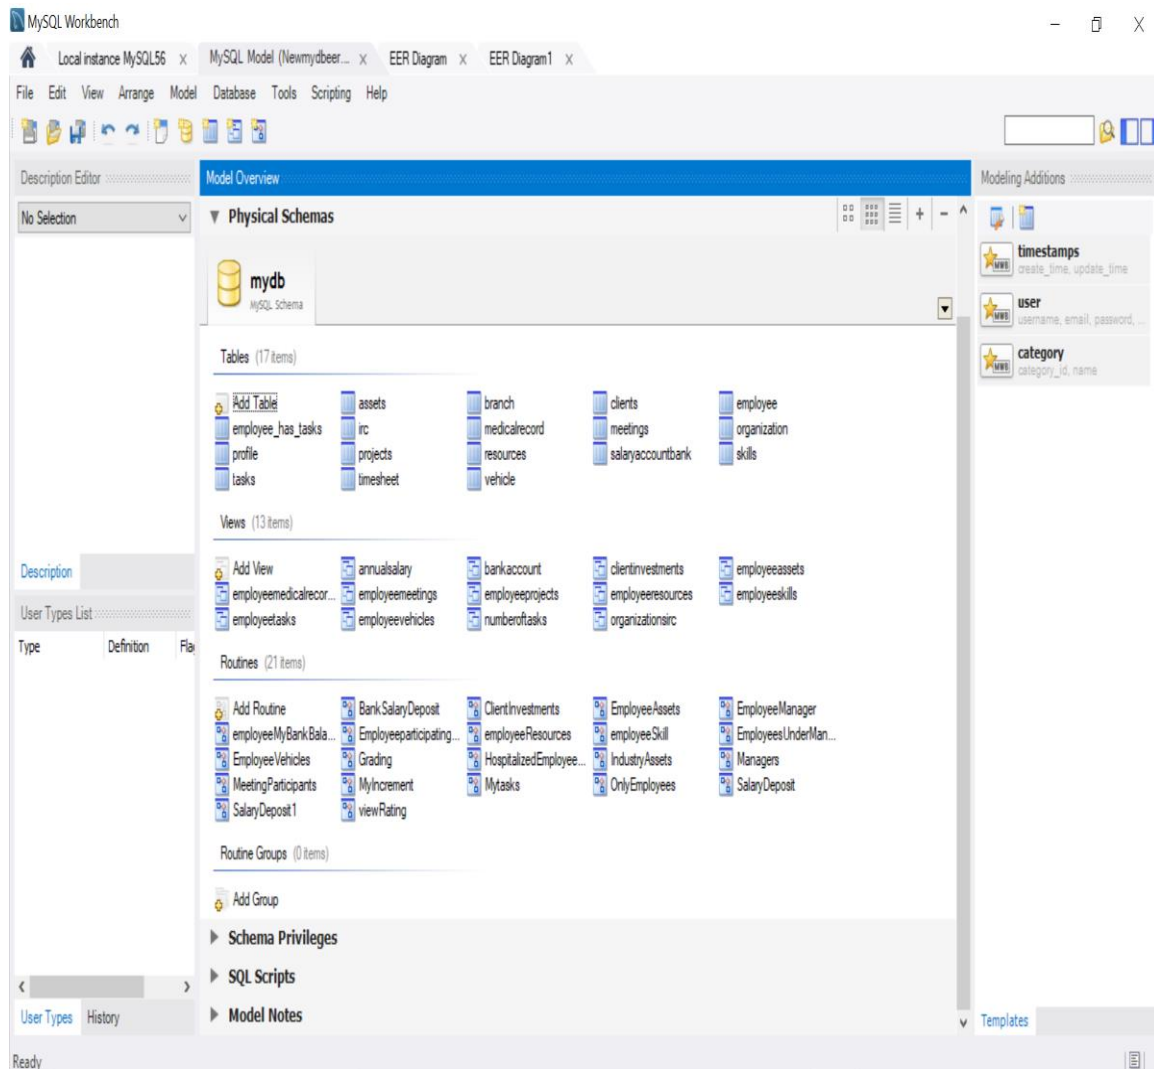 MySQL Workbench
Local instance MySQL56 X MySQL Model (Newmydbeer... X EER Diagram X EER Diagram1 X
File Edit View Arrange Model Database Tools Scripting Help
Description Editor
No Selection
Description
User Types List
Type Definition Fla
User Types History
Model Overview
Physical Schemas
mydb
MySQL Schema
Tables (17 items)
Add Table assets branch clients employee
employee_has_tasks irc medicalrecord meetings organization
profile projects resources salaryaccountbank skills
tasks timesheet vehicle
Views (13 items)
Add View annualsalary bankaccount clientinvestments employeeassets
employeemedicalrecor... employeemeetings employeeprojects employeeresources employeeskills
employeetasks employeevehicles numberoftasks organizationsirc
Routines (21 items)
Add Routine BankSalaryDeposit ClientInvestments EmployeeAssets EmployeeManager
employeeMyBankBala... Employeeparticipating... employeeResources employeeSkill EmployeesUnderMan...
EmployeeVehicles Grading HospitalizedEmployee... IndustryAssets Managers
MeetingParticipants MyIncrement Mytasks OnlyEmployees SalaryDeposit
SalaryDeposit1 viewRating
Routine Groups (0 items)
Add Group
Schema Privileges
SQL Scripts
Model Notes
Modeling Additions
timestamps
create_time, update_time
user
username, email, password, ...
category
category_id, name
Templates
Ready